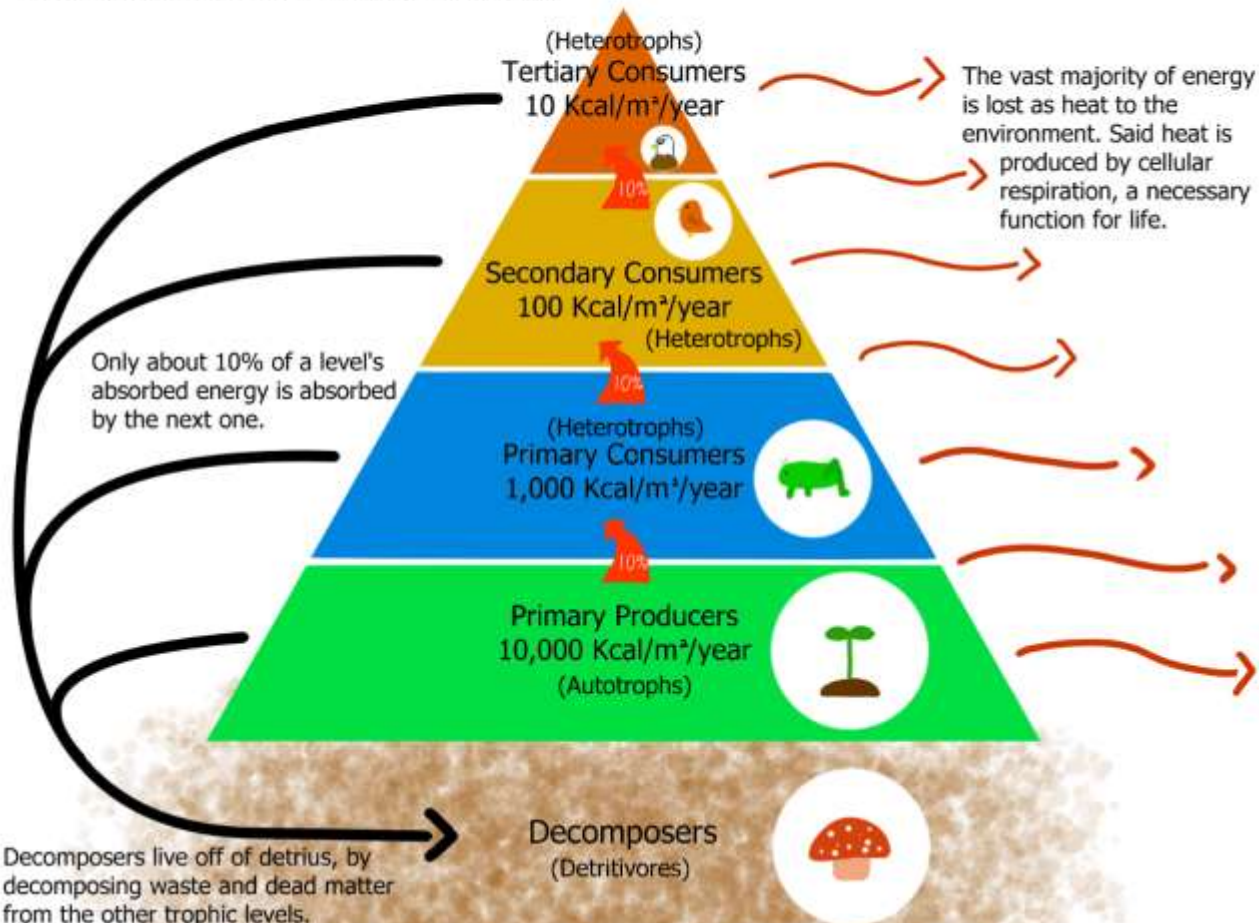 (Heterotrophs)
Tertiary Consumers
10 Kcal/m²/year
The vast majority of energy
is lost as heat to the
environment. Said heat is
produced by cellular
respiration, a necessary
function for life.
10%
Secondary Consumers
100 Kcal/m²/year
(Heterotrophs)
Only about 10% of a level's
absorbed energy is absorbed
by the next one.
10%
(Heterotrophs)
Primary Consumers
1,000 Kcal/m²/year
10%
Primary Producers
10,000 Kcal/m²/year
(Autotrophs)
Decomposers
(Detritivores)
Decomposers live off of detrius, by
decomposing waste and dead matter
from the other trophic levels.